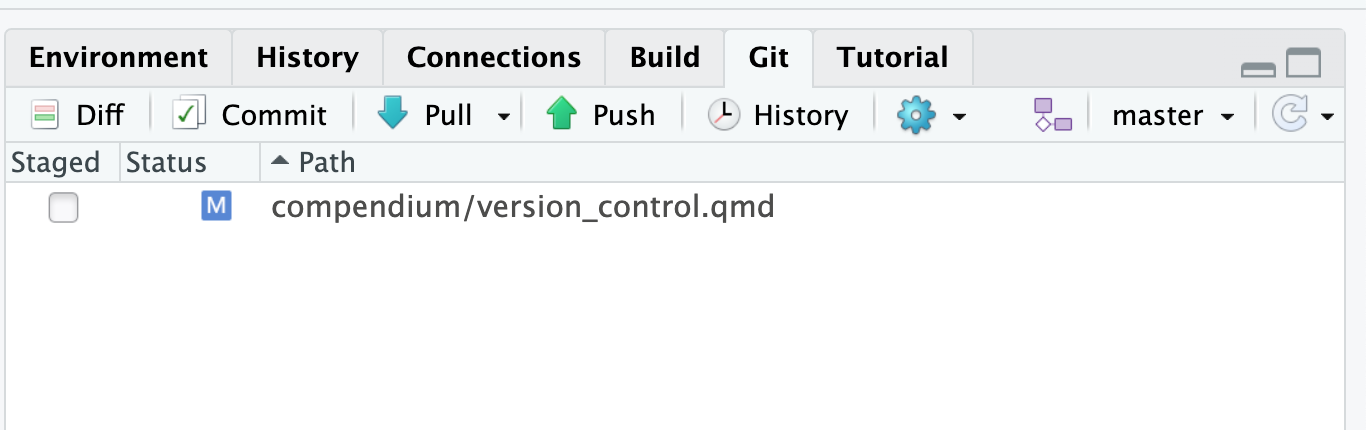 Environment History Connections Build Git Tutorial
Diff Commit Pull Push History master
Staged Status Path
M compendium/version_control.qmd